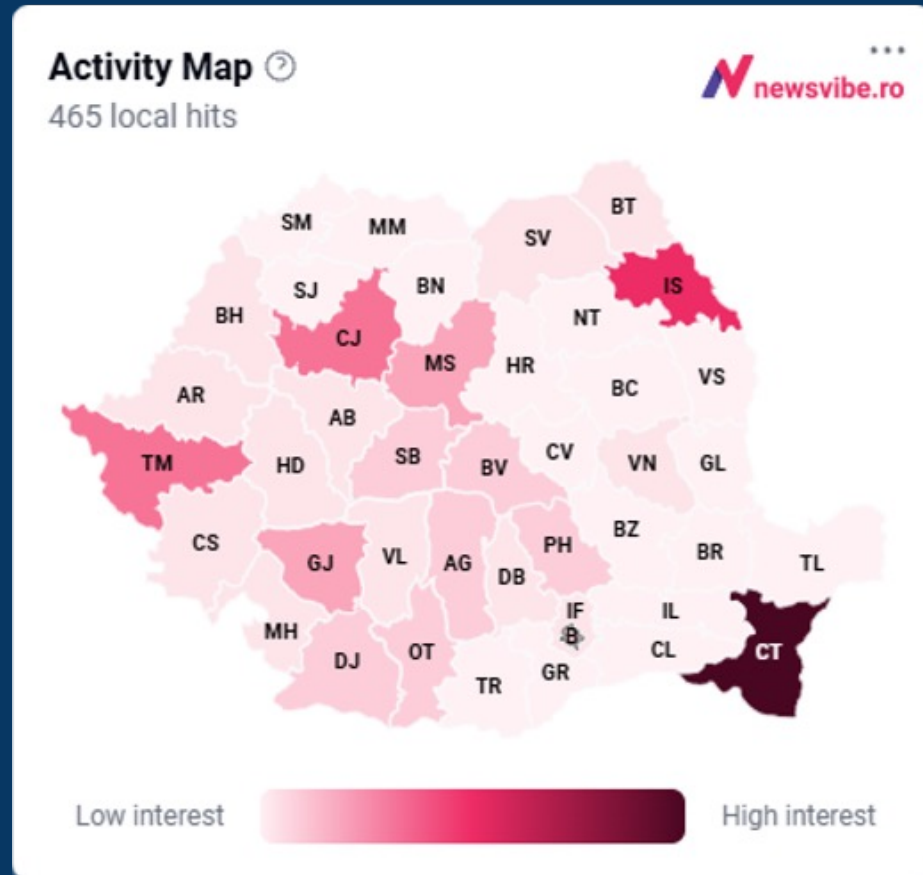 Activity Map ?
465 local hits
...
newsvibe.ro
BT
SM
MM
SV
SJ
BN
IS
BH
NT
CJ
MS
HR
VS
BC
AR
AB
CV
SB
TM
HD
BV
VN
GL
BZ
CS
PH
BR
GJ
VL
AG
TL
DB
IF
IL
MH
B
OT
CL
CT
DJ
GR
TR
Low interest
High interest